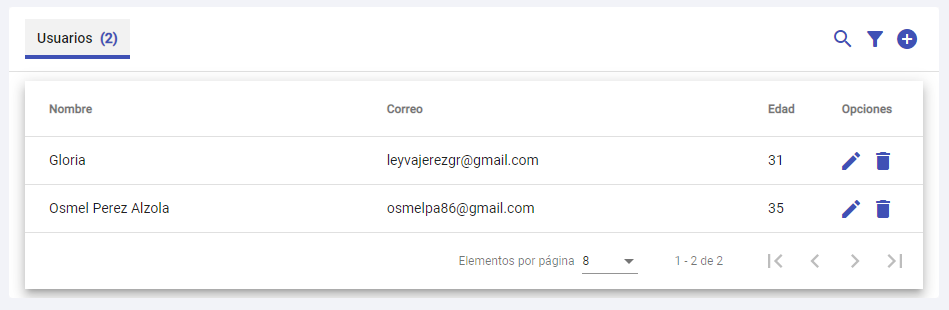 Usuarios (2)
Nombre Correo Edad Opciones
Gloria leyvajerezgr@gmail.com 31
Osmel Perez Alzola osmelpa86@gmail.com 35
Elementos por página 8 1 - 2 de 2